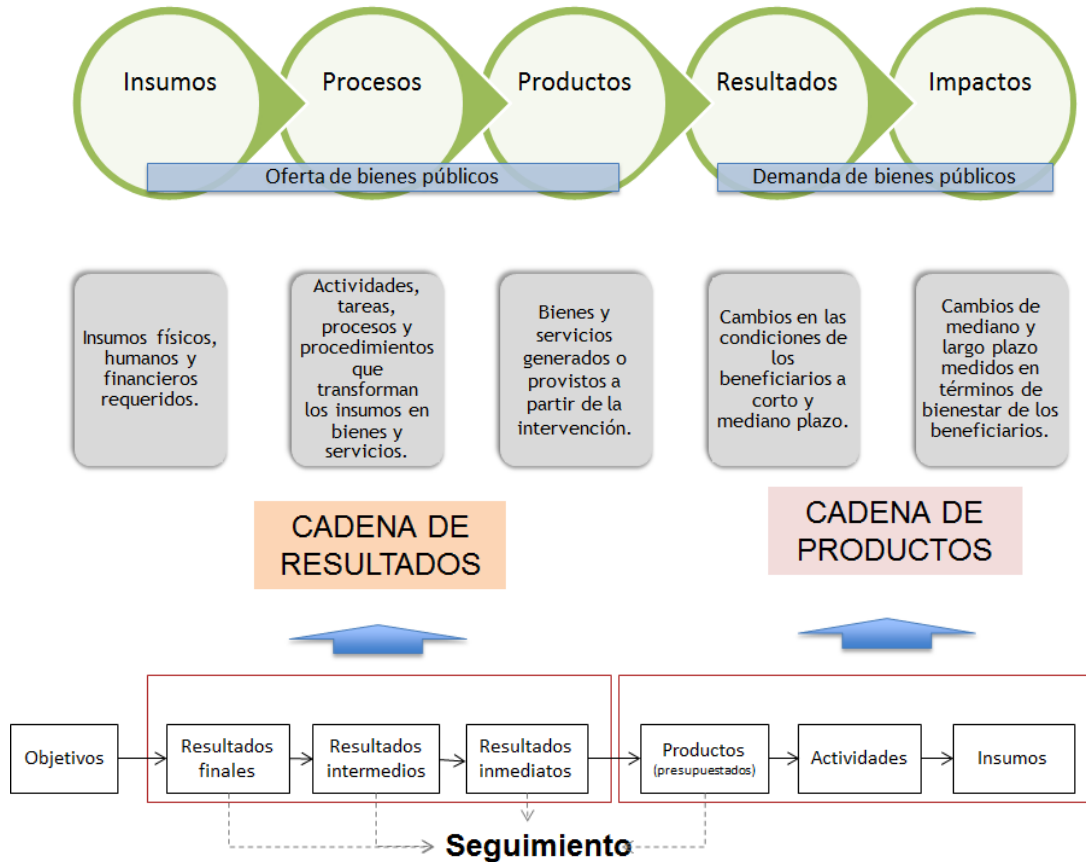 Insumos
Procesos
Productos
Resultados
Impactos
Oferta de bienes públicos
Demanda de bienes públicos
Insumos físicos,
humanos y
financieros
requeridos.
Actividades,
tareas,
procesos y
procedimientos
que
transforman
los insumos en
bienes y
servicios.
Bienes y
servicios
generados o
provistos a
partir de la
intervención.
Cambios en las
condiciones de
los
beneficiarios a
corto y
mediano plazo.
Cambios de
mediano y
largo plazo
medidos en
términos de
bienestar de los
beneficiarios.
CADENA DE
RESULTADOS
CADENA DE
PRODUCTOS
Objetivos
Resultados
finales
Resultados
intermedios
Resultados
inmediatos
Productos
(presupuestados)
Actividades
Insumos
Seguimiento